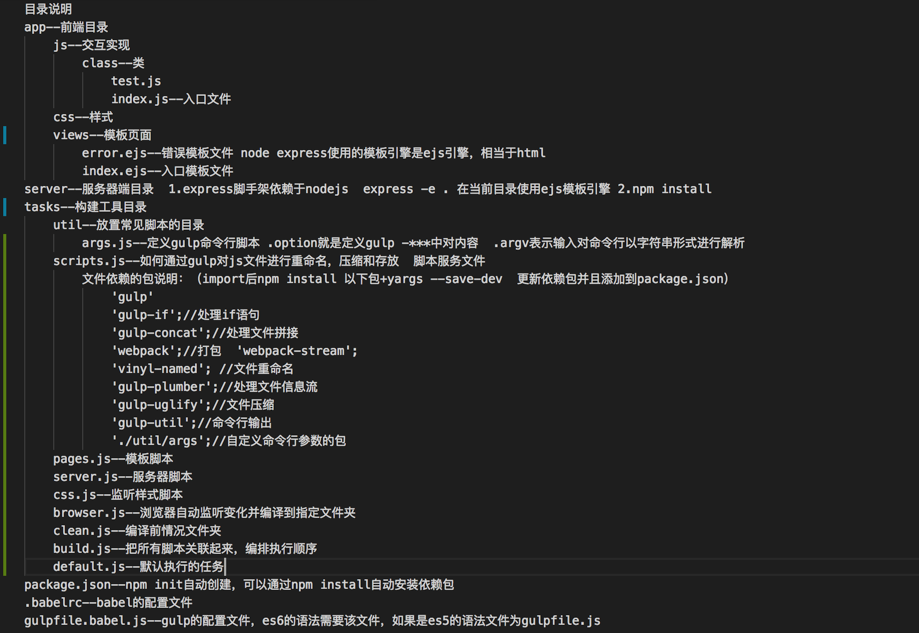 目录说明
app——前端目录
js——交互实现
class——类
test.js
index.js——入口文件
css——样式
views——模板页面
error.ejs——错误模板文件 node express使用的模板引擎是ejs引擎，相当于html
index.ejs——入口模板文件
server——服务器端目录  1.express脚手架依赖于nodejs  express -e . 在当前目录使用ejs模板引擎 2.npm install
tasks——构建工具目录
util——放置常见脚本的目录
args.js——定义gulp命令行脚本 .option就是定义gulp -***中对内容  .argv表示输入对命令行以字符串形式进行解析
scripts.js——如何通过gulp对js文件进行重命名，压缩和存放  脚本服务文件
文件依赖的包说明：（import后npm install 以下包+yargs --save-dev  更新依赖包并且添加到package.json）
'gulp'
'gulp-if';//处理if语句
'gulp-concat';//处理文件拼接
'webpack';//打包  'webpack-stream';
'vinyl-named'; //文件重命名
'gulp-plumber';//处理文件信息流
'gulp-uglify';//文件压缩
'gulp-util';//命令行输出
'./util/args';//自定义命令行参数的包
pages.js——模板脚本
server.js——服务器脚本
css.js——监听样式脚本
browser.js——浏览器自动监听变化并编译到指定文件夹
clean.js——编译前情况文件夹
build.js——把所有脚本关联起来，编排执行顺序
default.js——默认执行的任务
package.json——npm init自动创建，可以通过npm install自动安装依赖包
.babelrc——babel的配置文件
gulpfile.babel.js——gulp的配置文件，es6的语法需要该文件，如果是es5的语法文件为gulpfile.js